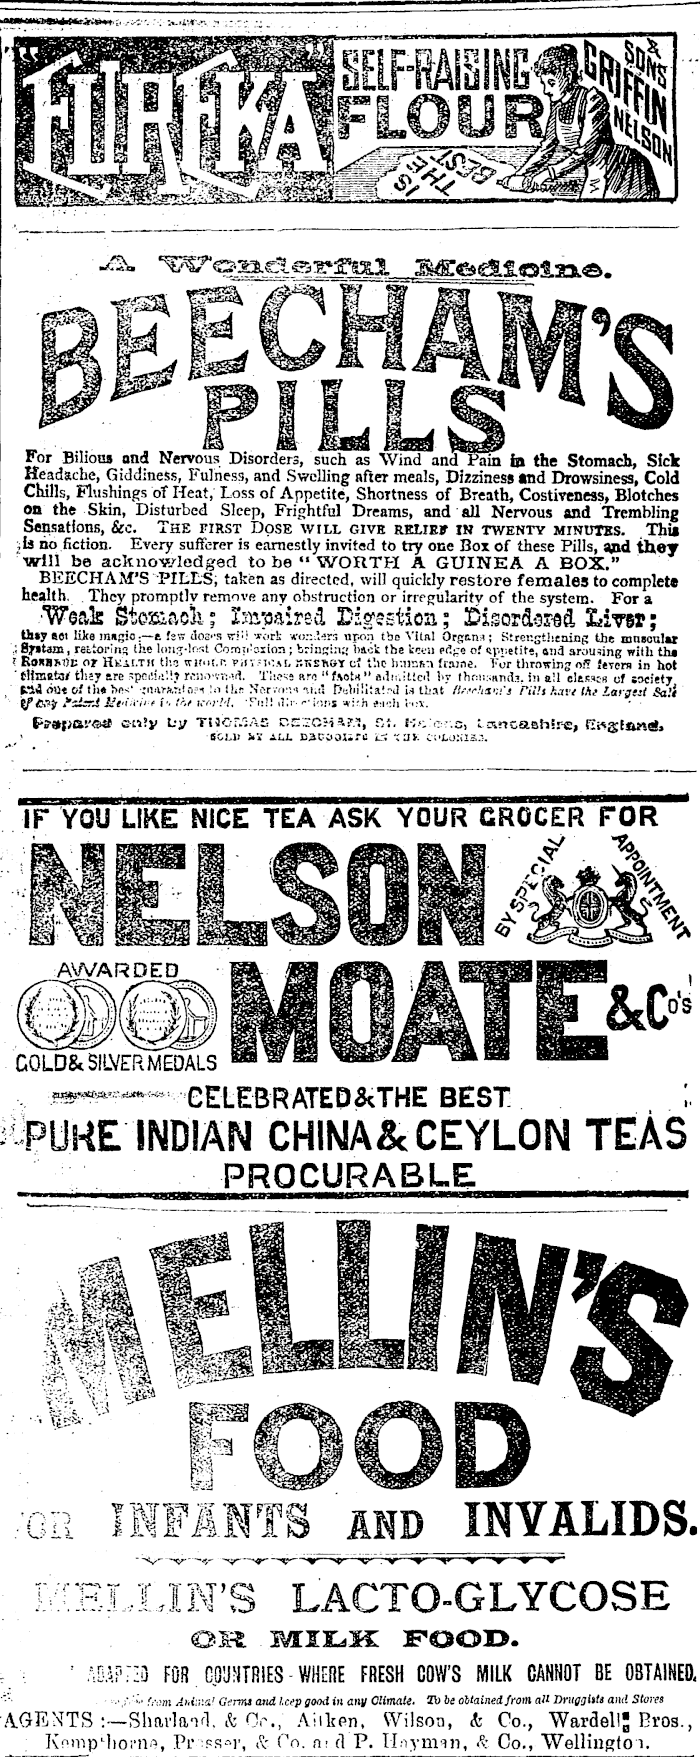 "EUREKA"
SELF-RAISING
FLOUR
IS THE BEST
& SONS
GRIFFIN
NELSON
A Wonderful Medicine.
BEECHAM'S
PILLS
For Bilious and Nervous Disorders, such as Wind and Pain in the Stomach, Sick
Headache, Giddiness, Fulness, and Swelling after meals, Dizziness and Drowsiness, Cold
Chills, Flushings of Heat, Loss of Appetite, Shortness of Breath, Costiveness, Blotches
on the Skin, Disturbed Sleep, Frightful Dreams, and all Nervous and Trembling
Sensations, &c. THE FIRST DOSE WILL GIVE RELIEF IN TWENTY MINUTES. This
is no fiction. Every sufferer is earnestly invited to try one Box of these Pills, and they
will be acknowledged to be "WORTH A GUINEA A BOX."
BEECHAM'S PILLS, taken as directed, will quickly restore females to complete
health. They promptly remove any obstruction or irregularity of the system. For a
Weak Stomach; Impaired Digestion; Disordered Liver;
they act like magic;—a few doses will work wonders upon the Vital Organs; Strengthening the muscular
System, restoring the long-lost Complexion; bringing back the keen edge of appetite, and arousing with the
ROSEBUD OF HEALTH the WHOLE PHYSICAL ENERGY of the human frame. For throwing off fevers in hot
climates they are specially renowned. These are "facts" admitted by thousands, in all classes of society,
and one of the best guarantees to the Nervous and Debilitated is that Beecham's Pills have the Largest Sale
of any Patent Medicine in the world. Full directions with each box.
Prepared only by THOMAS BEECHAM, St. Helens, Lancashire, England.
SOLD BY ALL DRUGGISTS IN THE COLONIES.
IF YOU LIKE NICE TEA ASK YOUR GROCER FOR
NELSON
BY SPECIAL APPOINTMENT
AWARDED
MOATE & Co's
GOLD & SILVER MEDALS
CELEBRATED & THE BEST
PURE INDIAN CHINA & CEYLON TEAS
PROCURABLE
MELLIN'S
FOOD
FOR INFANTS AND INVALIDS.
MELLIN'S LACTO-GLYCOSE
OR MILK FOOD.
ADAPTED FOR COUNTRIES WHERE FRESH COW'S MILK CANNOT BE OBTAINED,
from Animal Germs and keep good in any Climate. To be obtained from all Druggists and Stores
AGENTS:—Sharland, & Co., Aitken, Wilson, & Co., Wardell Bros.,
Kempthorne, Prosser, & Co. and P. Hayman, & Co., Wellington.